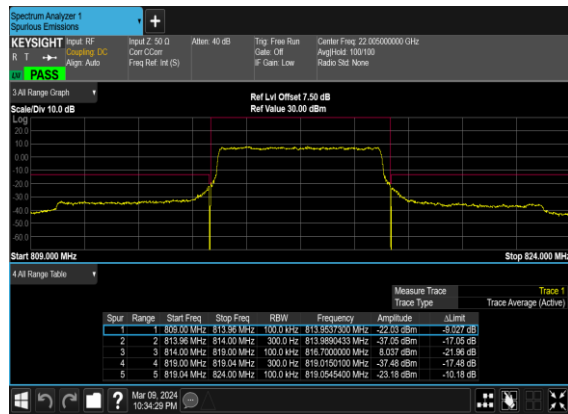 Spectrum Analyzer 1
Spurious Emissions
KEYSIGHT
R T
LXI
PASS
Input: RF
Coupling: DC
Align: Auto
Input Z: 50 Ω
Corr CCorr
Freq Ref: Int (S)
Atten: 40 dB
Trig: Free Run
Gate: Off
IF Gain: Low
Center Freq: 22.005000000 GHz
Avg|Hold: 100/100
Radio Std: None
3 All Range Graph
Scale/Div 10.0 dB
Ref Lvl Offset 7.50 dB
Ref Value 30.00 dBm
Log
20.0
10.0
0.00
-10.0
-20.0
-30.0
-40.0
-50.0
-60.0
Start 809.000 MHz
Stop 824.000 MHz
4 All Range Table
Measure Trace Trace 1
Trace Type Trace Average (Active)
Spur Range Start Freq Stop Freq RBW Frequency Amplitude ΔLimit
1 1 809.00 MHz 813.96 MHz 100.0 kHz 813.9537300 MHz -22.03 dBm -9.027 dB
2 2 813.96 MHz 814.00 MHz 300.0 Hz 813.9890433 MHz -37.05 dBm -17.05 dB
3 3 814.00 MHz 819.00 MHz 100.0 kHz 816.7000000 MHz 8.037 dBm -21.96 dB
4 4 819.00 MHz 819.04 MHz 300.0 Hz 819.0150100 MHz -37.48 dBm -17.48 dB
5 5 819.04 MHz 824.00 MHz 100.0 kHz 819.0545400 MHz -23.18 dBm -10.18 dB
?
Mar 09, 2024
10:34:29 PM